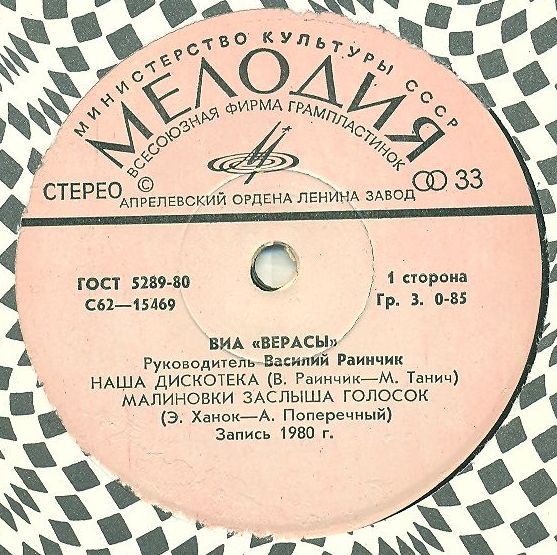 МИНИСТЕРСТВО КУЛЬТУРЫ СССР
МЕЛОДИЯ
ВСЕСОЮЗНАЯ ФИРМА ГРАМПЛАСТИНОК
СТЕРЕО © 33
АПРЕЛЕВСКИЙ ОРДЕНА ЛЕНИНА ЗАВОД
ГОСТ 5289-80 1 сторона
С62—15469 Гр. 3. 0-85
ВИА «ВЕРАСЫ»
Руководитель Василий Раинчик
НАША ДИСКОТЕКА (В. Раинчик—М. Танич)
МАЛИНОВКИ ЗАСЛЫША ГОЛОСОК
(Э. Ханок—А. Поперечный)
Запись 1980 г.